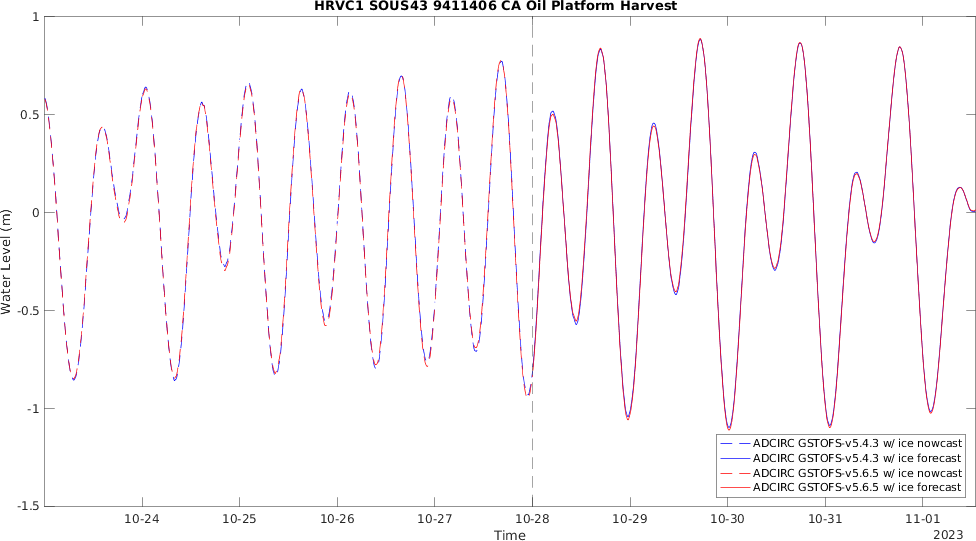 HRVC1 SOUS43 9411406 CA Oil Platform Harvest
1
0.5
0
-0.5
-1
-1.5
Water Level (m)
10-24
10-25
10-26
10-27
10-28
10-29
10-30
10-31
11-01
Time
2023
ADCIRC GSTOFS-v5.4.3 w/ ice nowcast
ADCIRC GSTOFS-v5.4.3 w/ ice forecast
ADCIRC GSTOFS-v5.6.5 w/ ice nowcast
ADCIRC GSTOFS-v5.6.5 w/ ice forecast